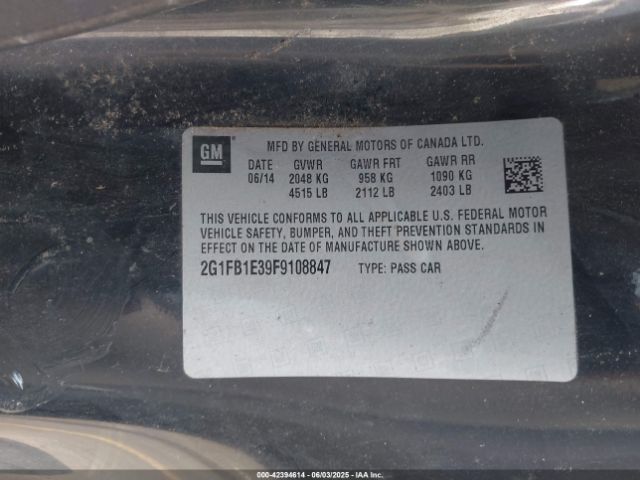 GM
MFD BY GENERAL MOTORS OF CANADA LTD.
DATE GVWR GAWR FRT GAWR RR
06/14 2048 KG 958 KG 1090 KG
4515 LB 2112 LB 2403 LB
THIS VEHICLE CONFORMS TO ALL APPLICABLE U.S. FEDERAL MOTOR
VEHICLE SAFETY, BUMPER, AND THEFT PREVENTION STANDARDS IN
EFFECT ON THE DATE OF MANUFACTURE SHOWN ABOVE.
2G1FB1E39F9108847 TYPE: PASS CAR
000-42394614 - 06/03/2025 - IAAI.com